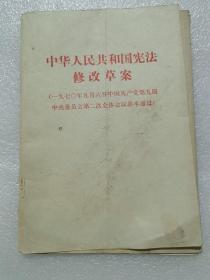 中华人民共和国宪法
修改草案
(一九七〇年九月六日中国共产党第九届
中央委员会第二次全体会议基本通过)